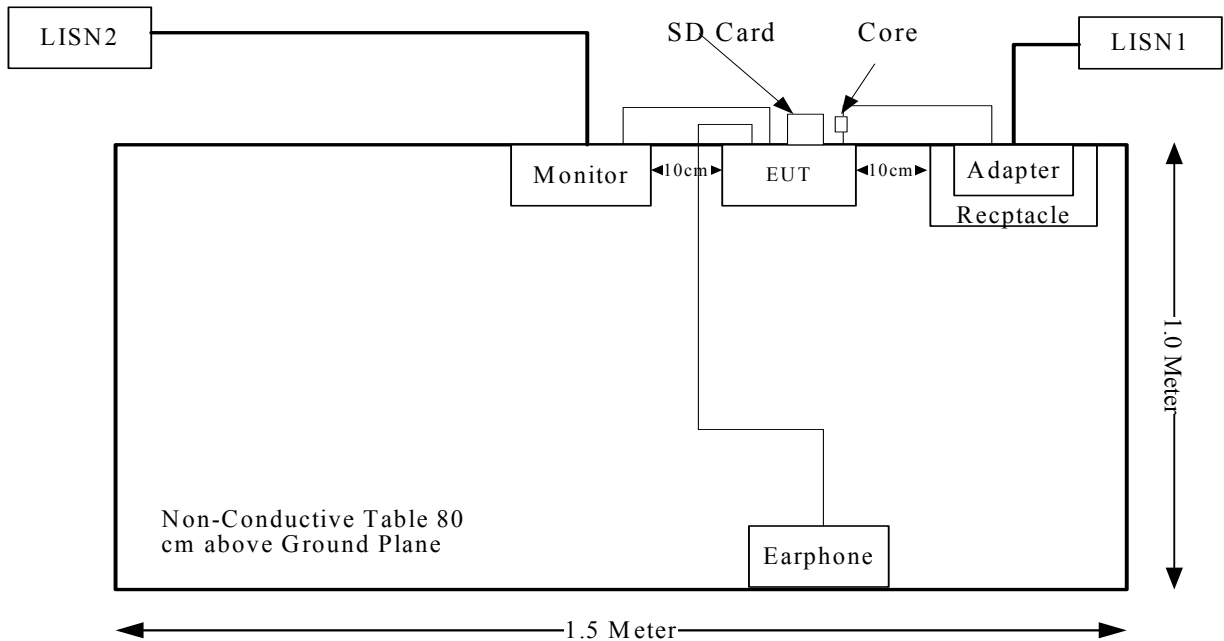 LISN2
SD Card
Core
LISN1
Monitor
10cm
EUT
10cm
Adapter
Recptacle
1.0 Meter
Non-Conductive Table 80
cm above Ground Plane
Earphone
1.5 Meter